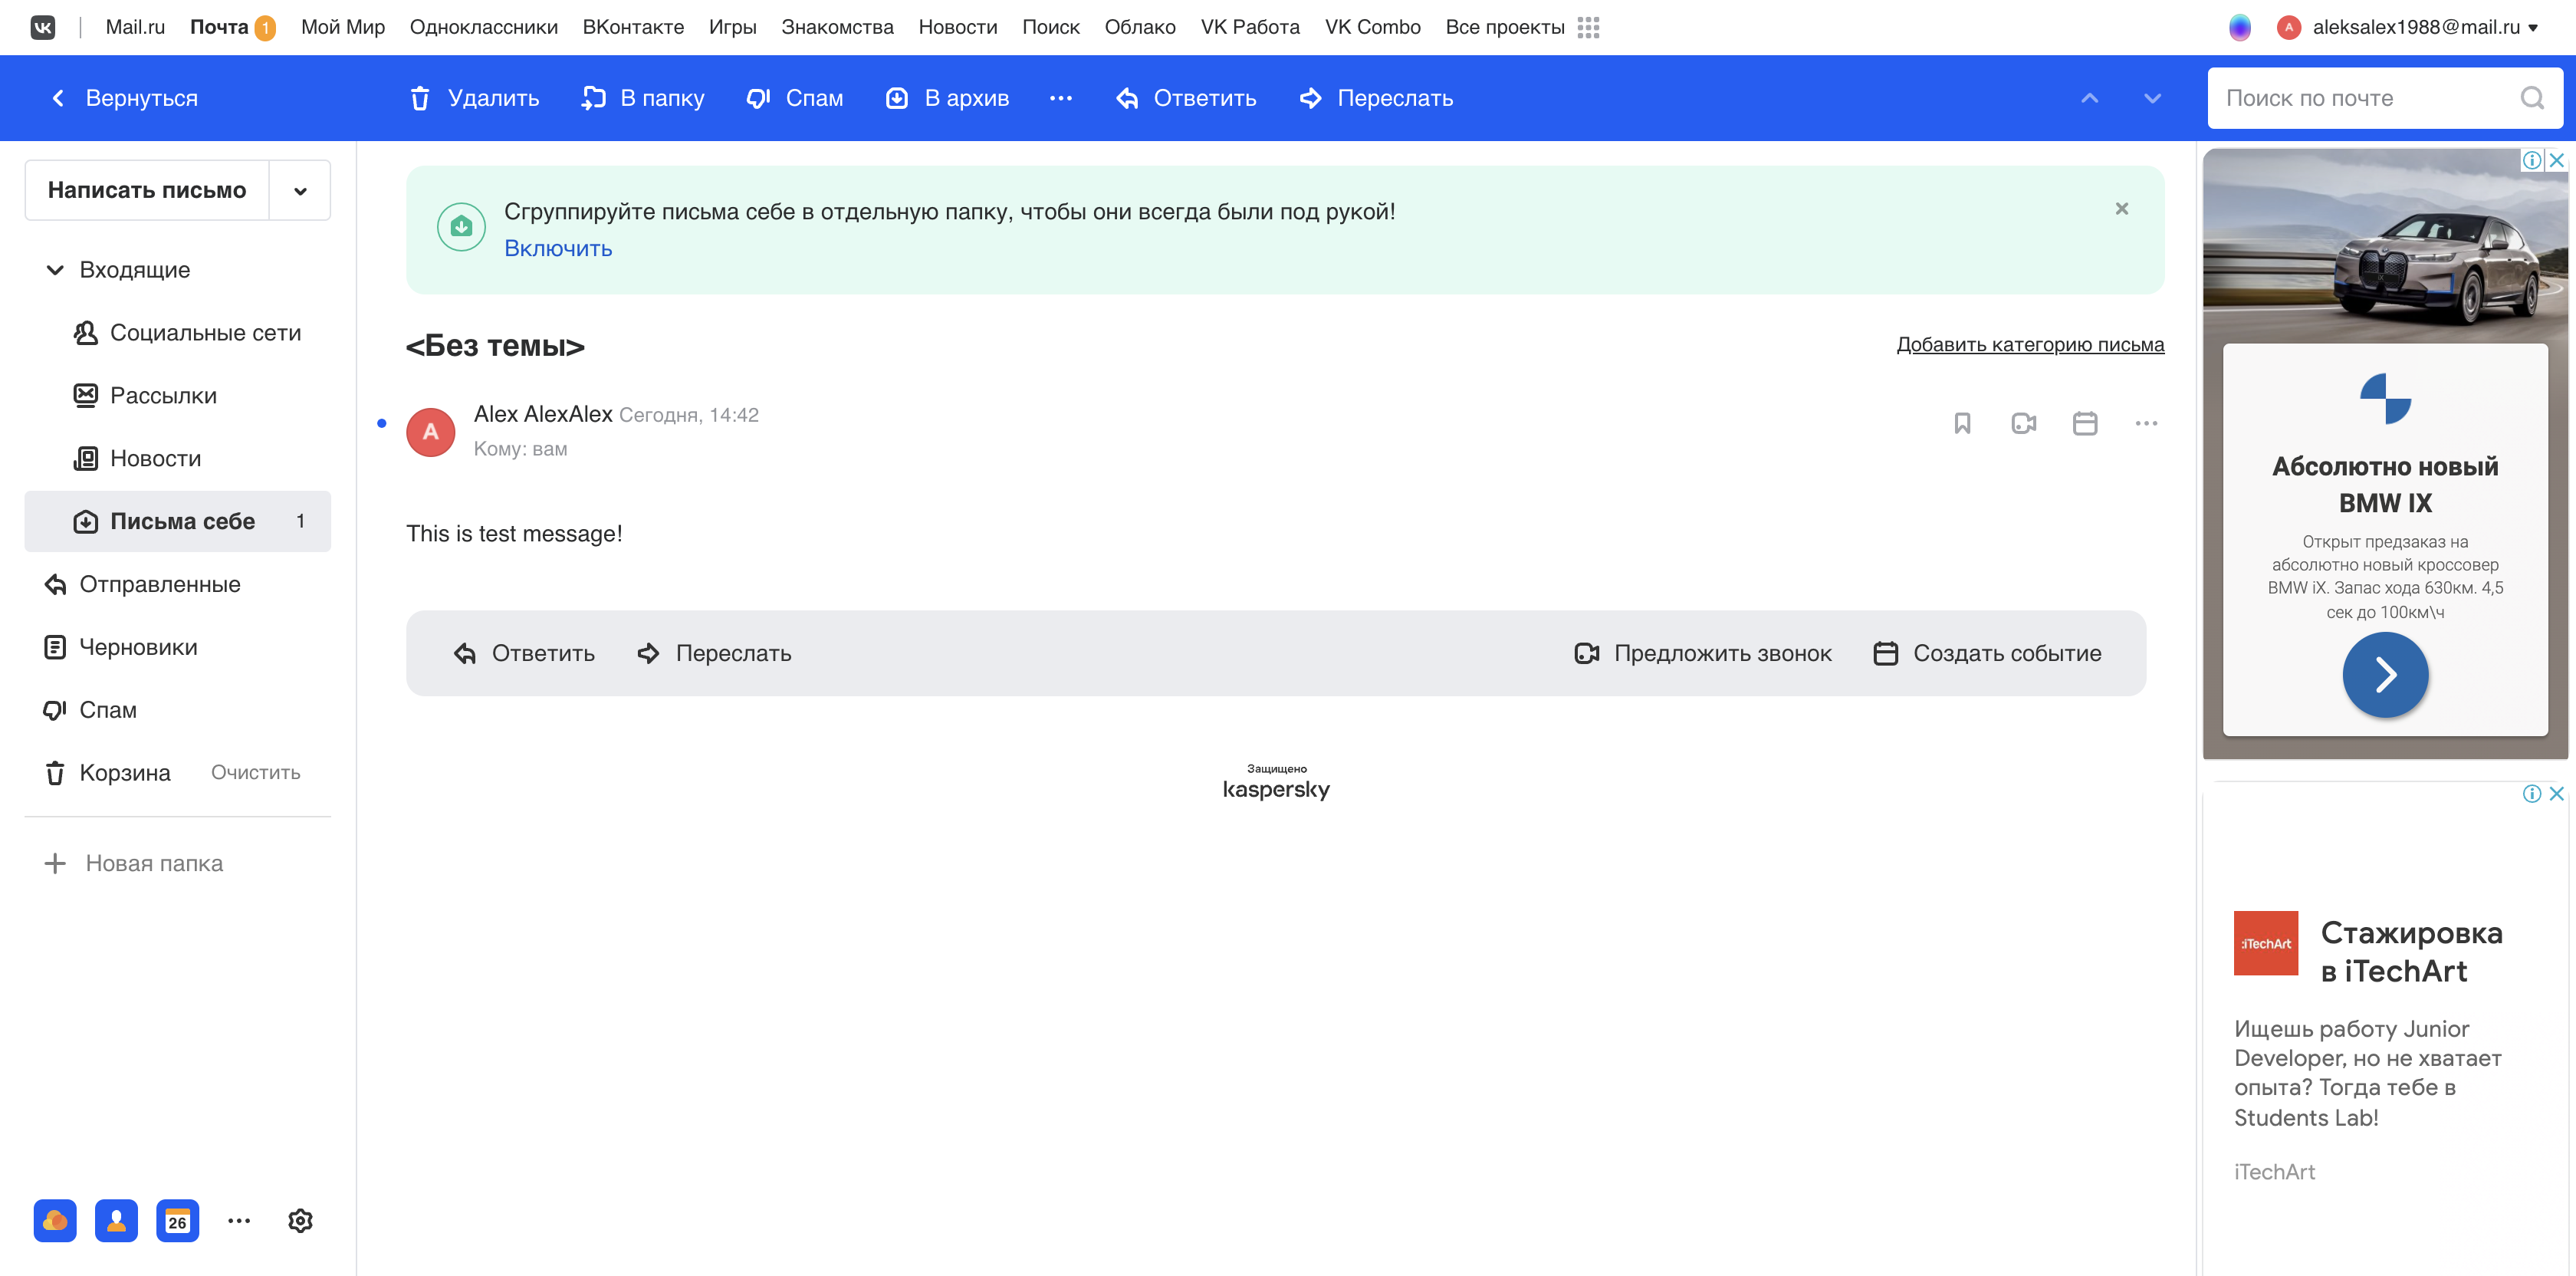 Mail.ru Почта 1 Мой Мир Одноклассники ВКонтакте Игры Знакомства Новости Поиск Облако VK Работа VK Combo Все проекты A aleksalex1988@mail.ru
Вернуться Удалить В папку Спам В архив Ответить Переслать Поиск по почте
Написать письмо
Входящие
Социальные сети
Рассылки
Новости
Письма себе 1
Отправленные
Черновики
Спам
Корзина Очистить
Новая папка
26
Сгруппируйте письма себе в отдельную папку, чтобы они всегда были под рукой!
Включить
<Без темы> Добавить категорию письма
A
Alex AlexAlex Сегодня, 14:42
Кому: вам
This is test message!
Ответить Переслать Предложить звонок Создать событие
Защищено
kaspersky
Абсолютно новый
BMW IX
Открыт предзаказ на
абсолютно новый кроссовер
BMW iX. Запас хода 630км. 4,5
сек до 100км\ч
:iTechArt
Стажировка
в iTechArt
Ищешь работу Junior
Developer, но не хватает
опыта? Тогда тебе в
Students Lab!
iTechArt